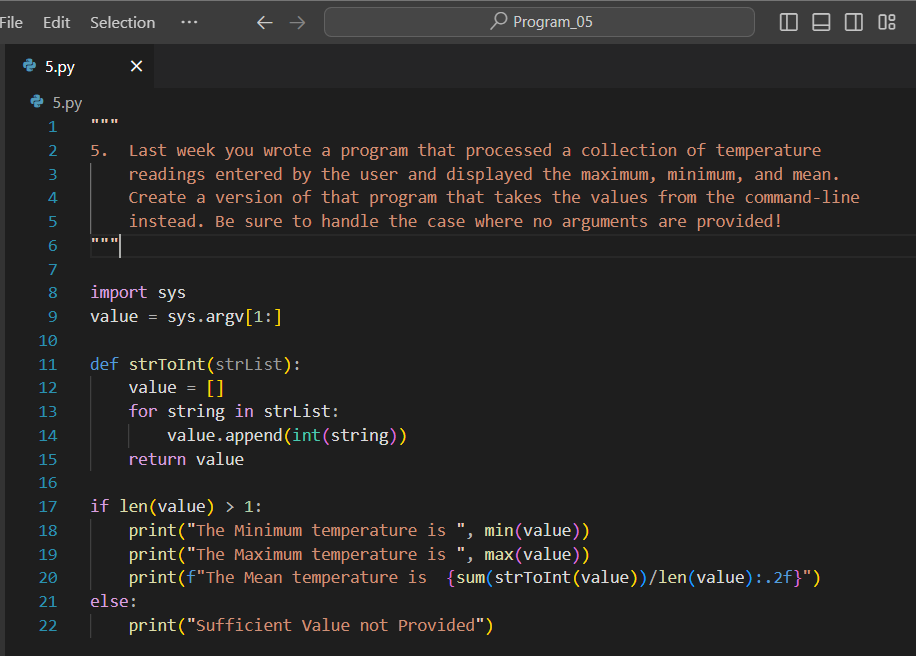 File Edit Selection ··· Program_05
5.py
5.py
1 """
2 5.  Last week you wrote a program that processed a collection of temperature
3     readings entered by the user and displayed the maximum, minimum, and mean.
4     Create a version of that program that takes the values from the command-line
5     instead. Be sure to handle the case where no arguments are provided!
6 """
7
8 import sys
9 value = sys.argv[1:]
10
11 def strToInt(strList):
12     value = []
13     for string in strList:
14         value.append(int(string))
15     return value
16
17 if len(value) > 1:
18     print("The Minimum temperature is ", min(value))
19     print("The Maximum temperature is ", max(value))
20     print(f"The Mean temperature is  {sum(strToInt(value))/len(value):.2f}")
21 else:
22     print("Sufficient Value not Provided")